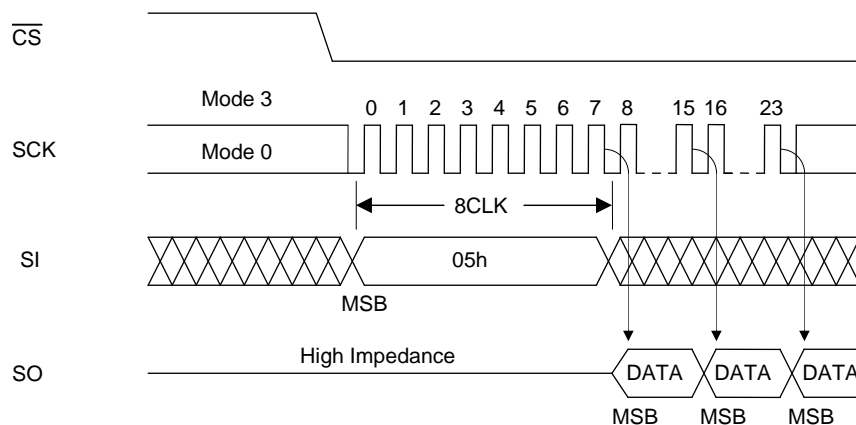 CS
Mode 3
0 1 2 3 4 5 6 7 8 15 16 23
SCK
Mode 0
8CLK
SI
05h
MSB
High Impedance
SO
DATA DATA DATA
MSB MSB MSB